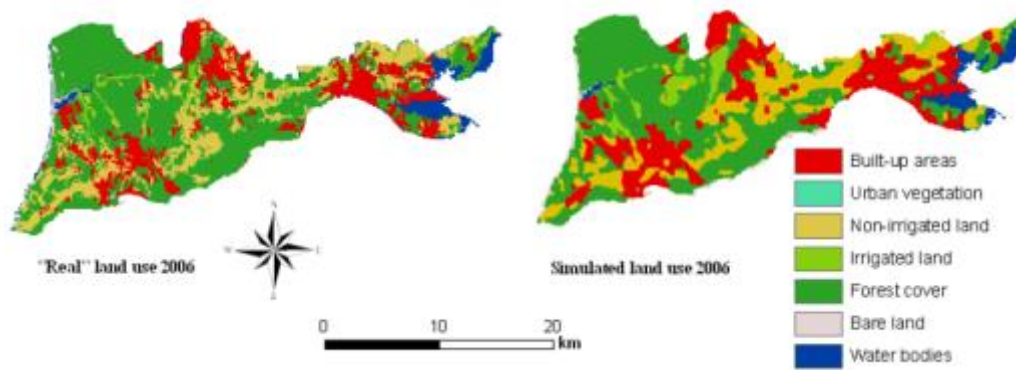 "Real" land use 2006
N
W
E
Simulated land use 2006
0
10
20
km
Built-up areas
Urban vegetation
Non-irrigated land
Irrigated land
Forest cover
Bare land
Water bodies